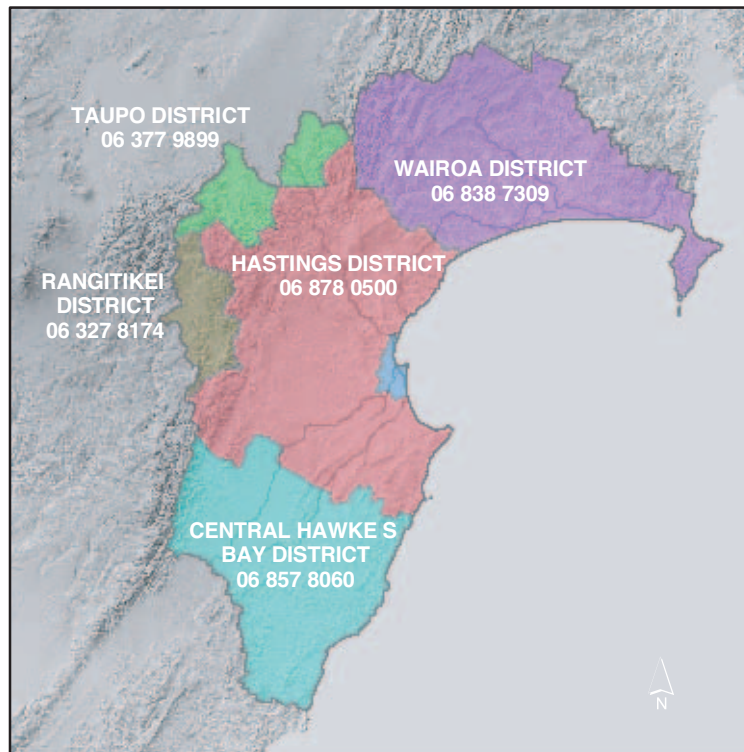 TAUPO DISTRICT
06 377 9899
WAIROA DISTRICT
06 838 7309
HASTINGS DISTRICT
06 878 0500
RANGITIKEI
DISTRICT
06 327 8174
CENTRAL HAWKE S
BAY DISTRICT
06 857 8060
N